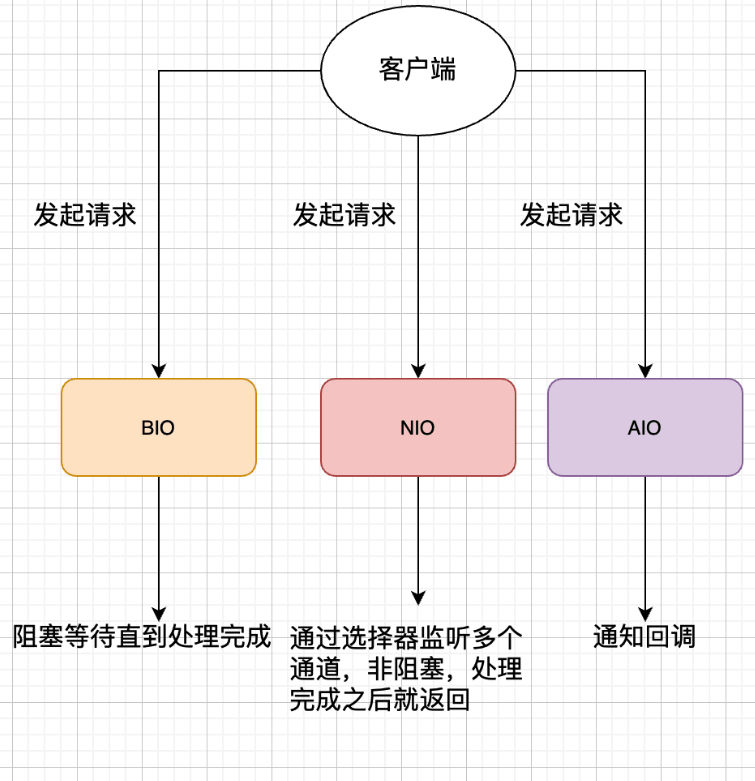 客户端
发起请求
发起请求
发起请求
BIO
NIO
AIO
阻塞等待直到处理完成
通过选择器监听多个
通道，非阻塞，处理
完成之后就返回
通知回调